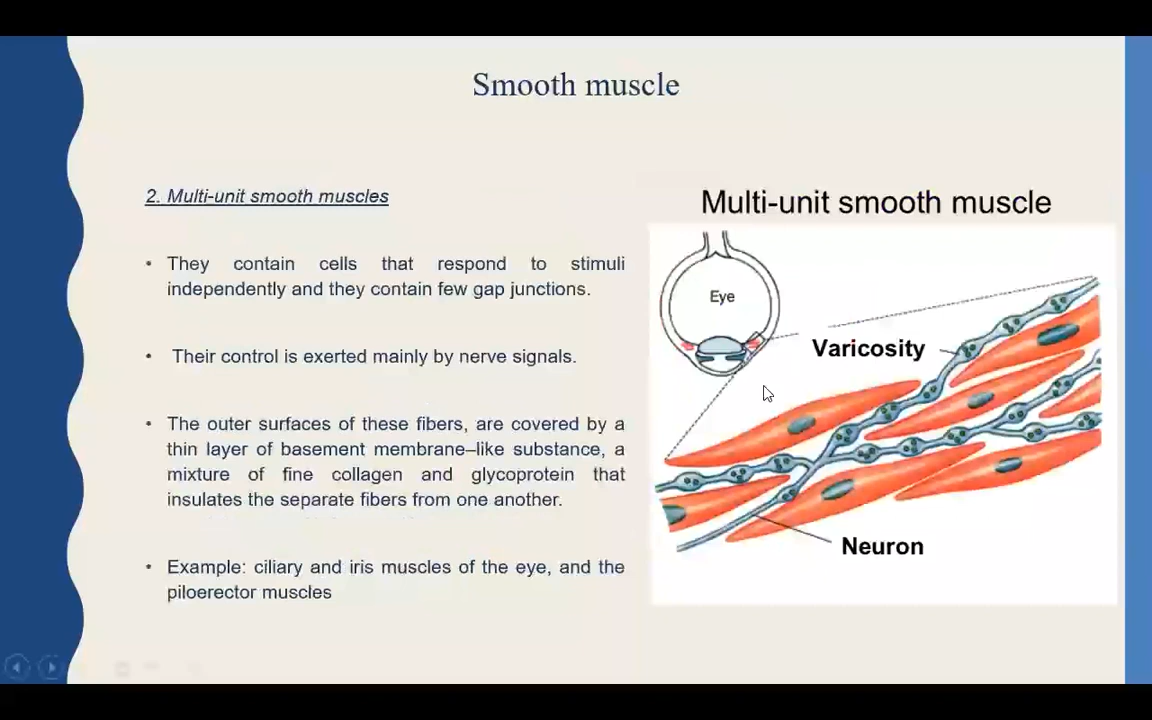 Smooth muscle
2. Multi-unit smooth muscles
• They contain cells that respond to stimuli
independently and they contain few gap junctions.
• Their control is exerted mainly by nerve signals.
• The outer surfaces of these fibers, are covered by a
thin layer of basement membrane–like substance, a
mixture of fine collagen and glycoprotein that
insulates the separate fibers from one another.
• Example: ciliary and iris muscles of the eye, and the
piloerector muscles
Multi-unit smooth muscle
Eye
Varicosity
Neuron